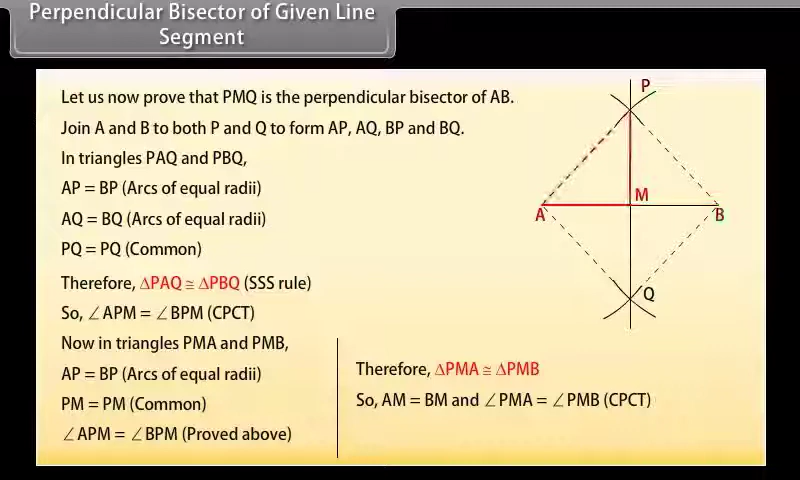 Perpendicular Bisector of Given Line
Segment
Let us now prove that PMQ is the perpendicular bisector of AB.
Join A and B to both P and Q to form AP, AQ, BP and BQ.
In triangles PAQ and PBQ,
AP = BP (Arcs of equal radii)
AQ = BQ (Arcs of equal radii)
PQ = PQ (Common)
Therefore, ΔPAQ ≅ ΔPBQ (SSS rule)
So, ∠APM = ∠BPM (CPCT)
Now in triangles PMA and PMB,
AP = BP (Arcs of equal radii)
PM = PM (Common)
∠APM = ∠BPM (Proved above)
Therefore, ΔPMA ≅ ΔPMB
So, AM = BM and ∠PMA = ∠PMB (CPCT)
P
M
A
B
Q